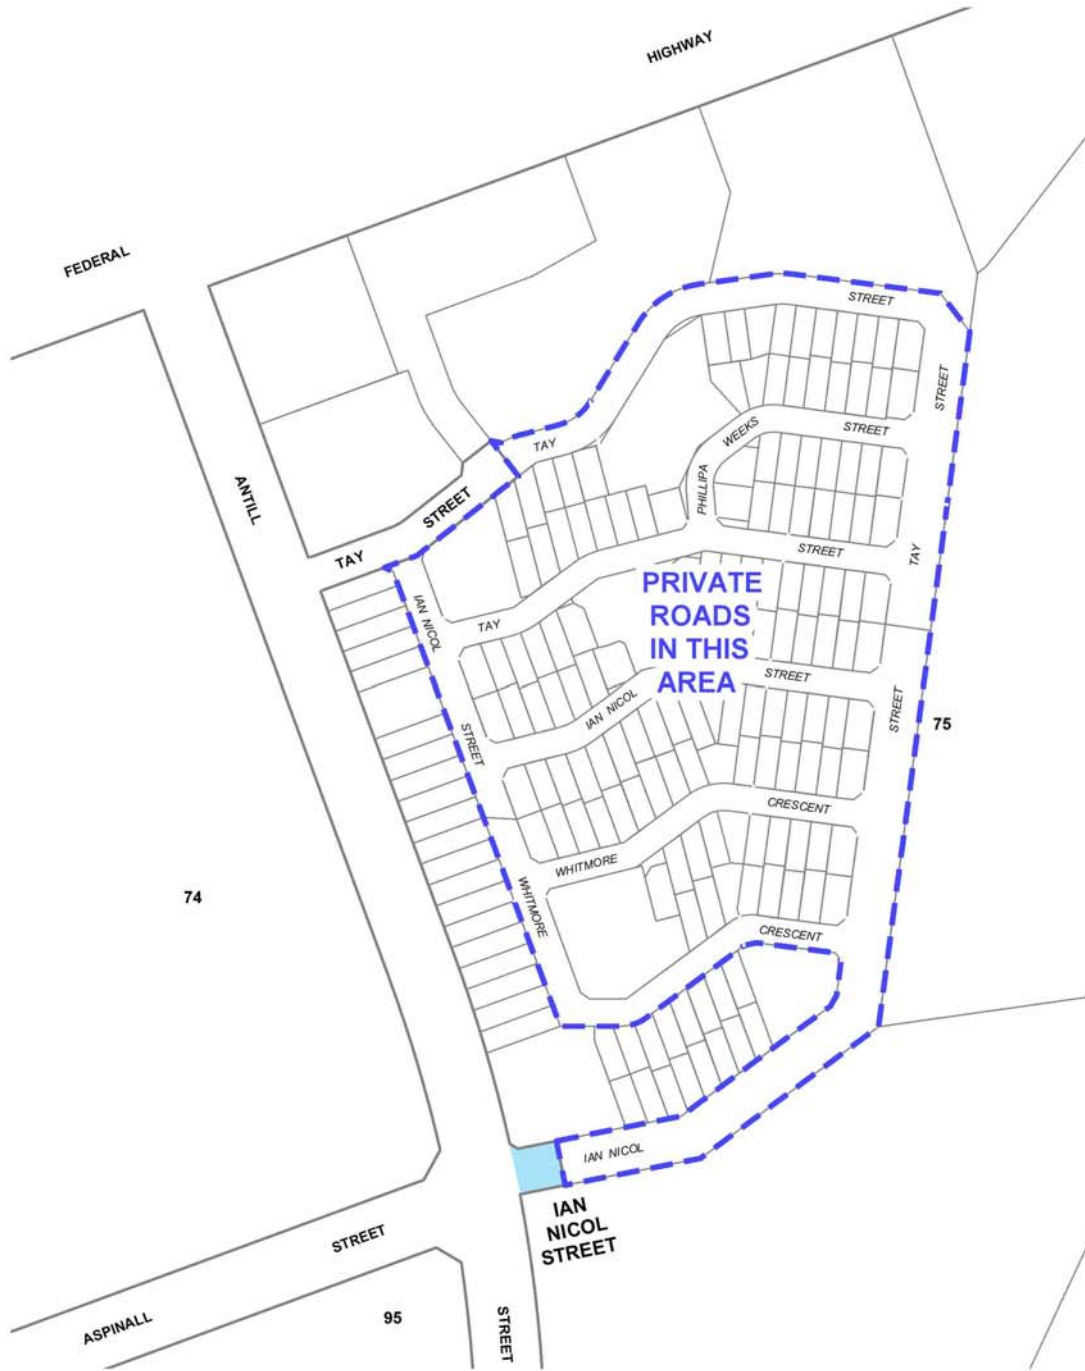 HIGHWAY
FEDERAL
STREET
STREET
WEEKS
STREET
TAY
PHILLIPA
ANTILL
STREET
TAY
STREET
TAY
PRIVATE
ROADS
IN THIS
AREA
IAN NICOL
TAY
STREET
IAN NICOL
STREET
75
STREET
CRESCENT
WHITMORE
WHITMORE
74
CRESCENT
IAN NICOL
IAN
NICOL
STREET
STREET
ASPINALL
95
STREET